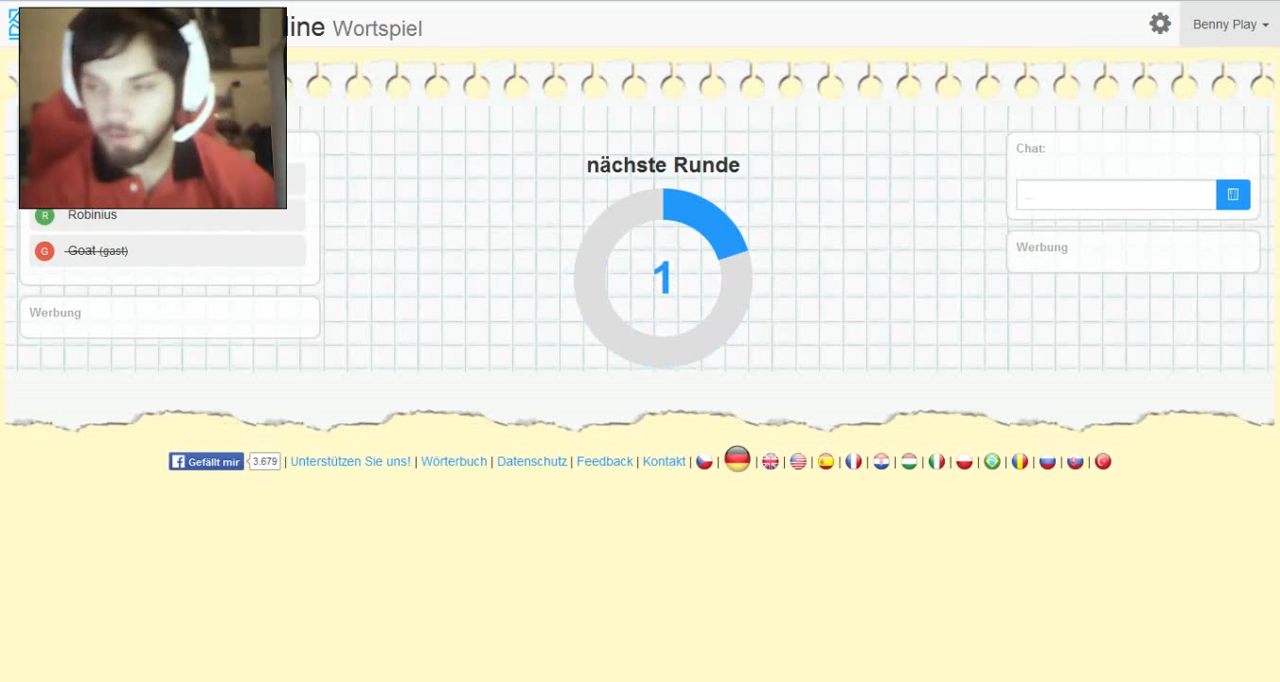 line Wortspiel
Benny Play
nächste Runde
1
Robinius
R
Goat (gast)
G
Werbung
Chat:
...
Werbung
Gefällt mir 3.679 | Unterstützen Sie uns! | Wörterbuch | Datenschutz | Feedback | Kontakt |